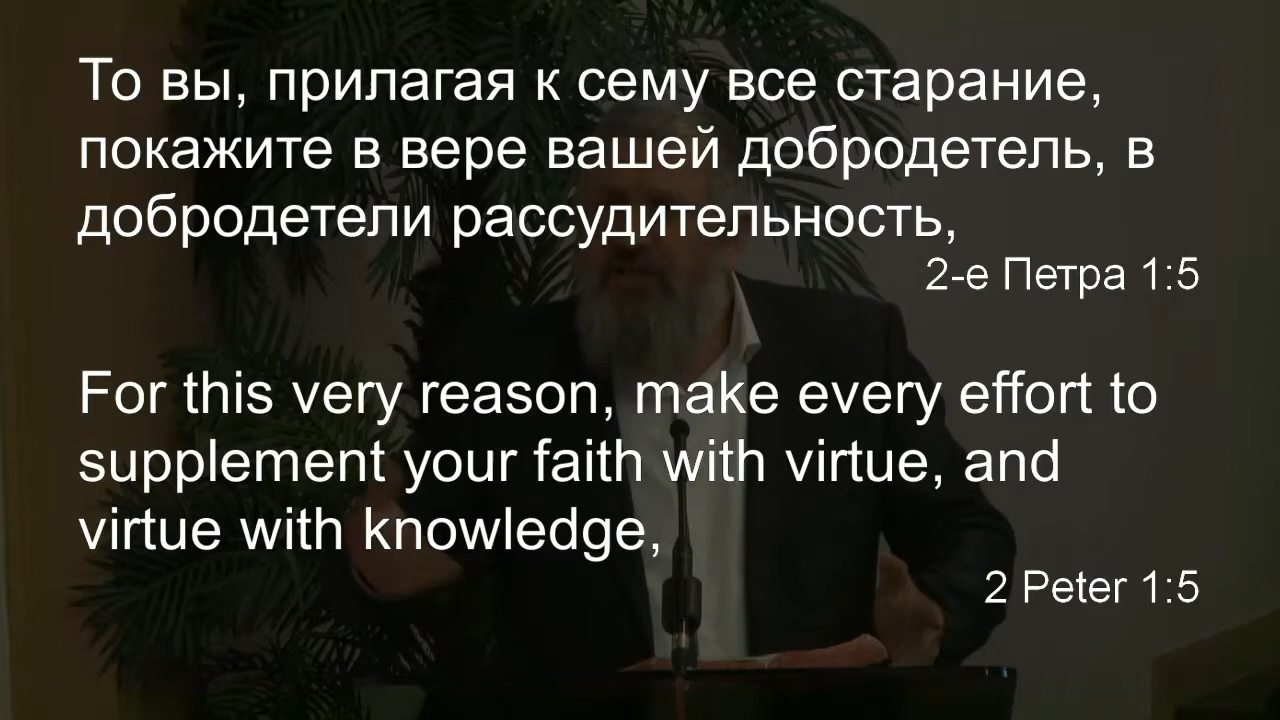 То вы, прилагая к сему все старание,
покажите в вере вашей добродетель, в
добродетели рассудительность,
2-е Петра 1:5
For this very reason, make every effort to
supplement your faith with virtue, and
virtue with knowledge,
2 Peter 1:5